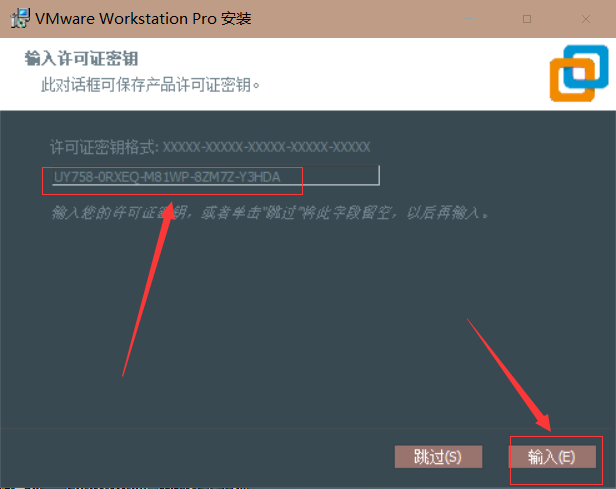 VMware Workstation Pro 安装
输入许可证密钥
此对话框可保存产品许可证密钥。
许可证密钥格式: XXXXX-XXXXX-XXXXX-XXXXX-XXXXX
UY758-0RXEQ-M81WP-8ZM7Z-Y3HDA
输入您的许可证密钥，或者单击“跳过”将此字段留空，以后再输入。
跳过(S) 输入(E)